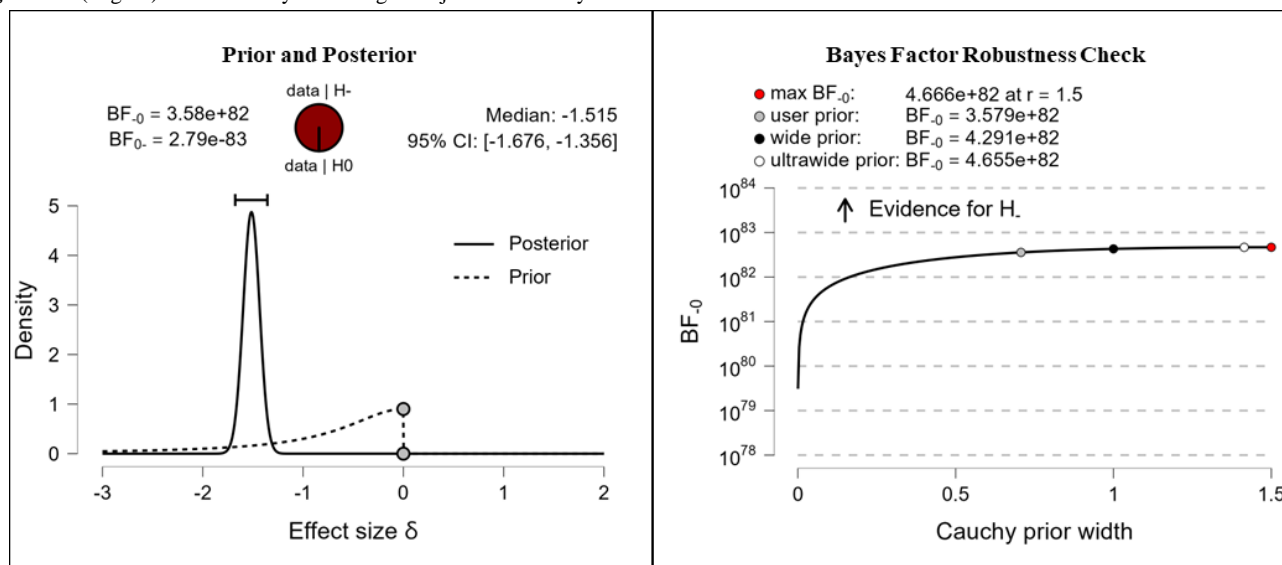 Prior and Posterior
data | H-
BF-0 = 3.58e+82
BF0- = 2.79e-83
Median: -1.515
95% CI: [-1.676, -1.356]
data | H0
Posterior
Prior
Density
5
4
3
2
1
0
-3 -2 -1 0 1 2
Effect size δ
Bayes Factor Robustness Check
max BF-0: 4.666e+82 at r = 1.5
user prior: BF-0 = 3.579e+82
wide prior: BF-0 = 4.291e+82
ultrawide prior: BF-0 = 4.655e+82
Evidence for H-
BF-0
10^84
10^83
10^82
10^81
10^80
10^79
10^78
0 0.5 1 1.5
Cauchy prior width